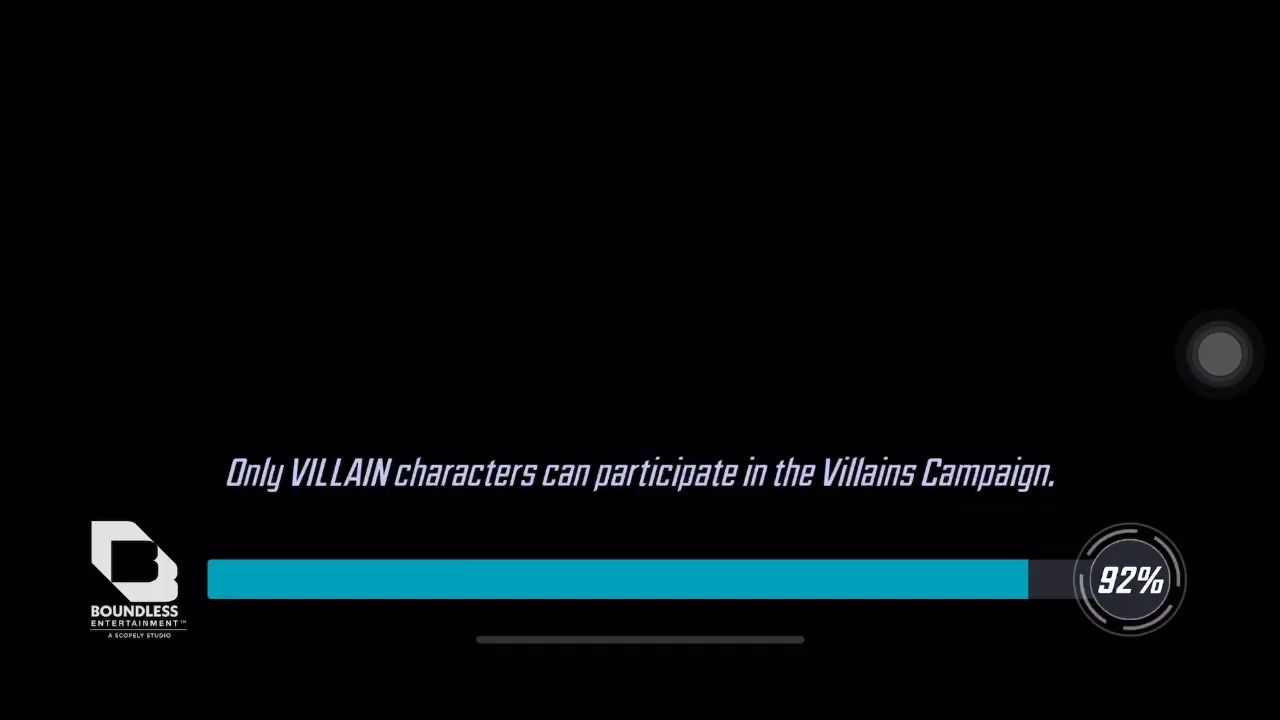 Only VILLAIN characters can participate in the Villains Campaign.
92%
BOUNDLESS
ENTERTAINMENT™
A SCOPELY STUDIO